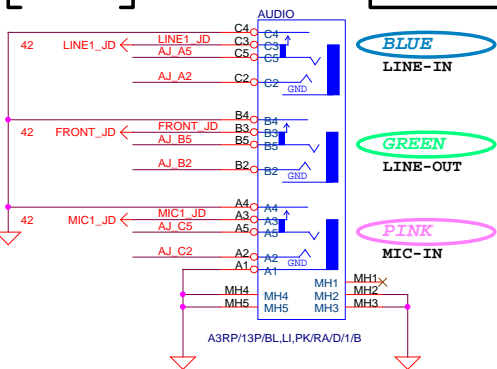 AUDIO
C4 C4
42 LINE1_JD LINE1_JD C3 C3 BLUE
AJ_A5 C5 C5 LINE-IN
AJ_A2 C2 C2
GND
B4 B4
42 FRONT_JD FRONT_JD B3 B3 GREEN
AJ_B5 B5 B5 LINE-OUT
AJ_B2 B2 B2
GND
A4 A4
42 MIC1_JD MIC1_JD A3 A3 PINK
AJ_C5 A5 A5 MIC-IN
AJ_C2 A2 A2
GND
A1 A1
MH1 MH1
MH4 MH4 MH2 MH2
MH5 MH5 MH3 MH3
A3RP/13P/BL,LI,PK/RA/D/1/B